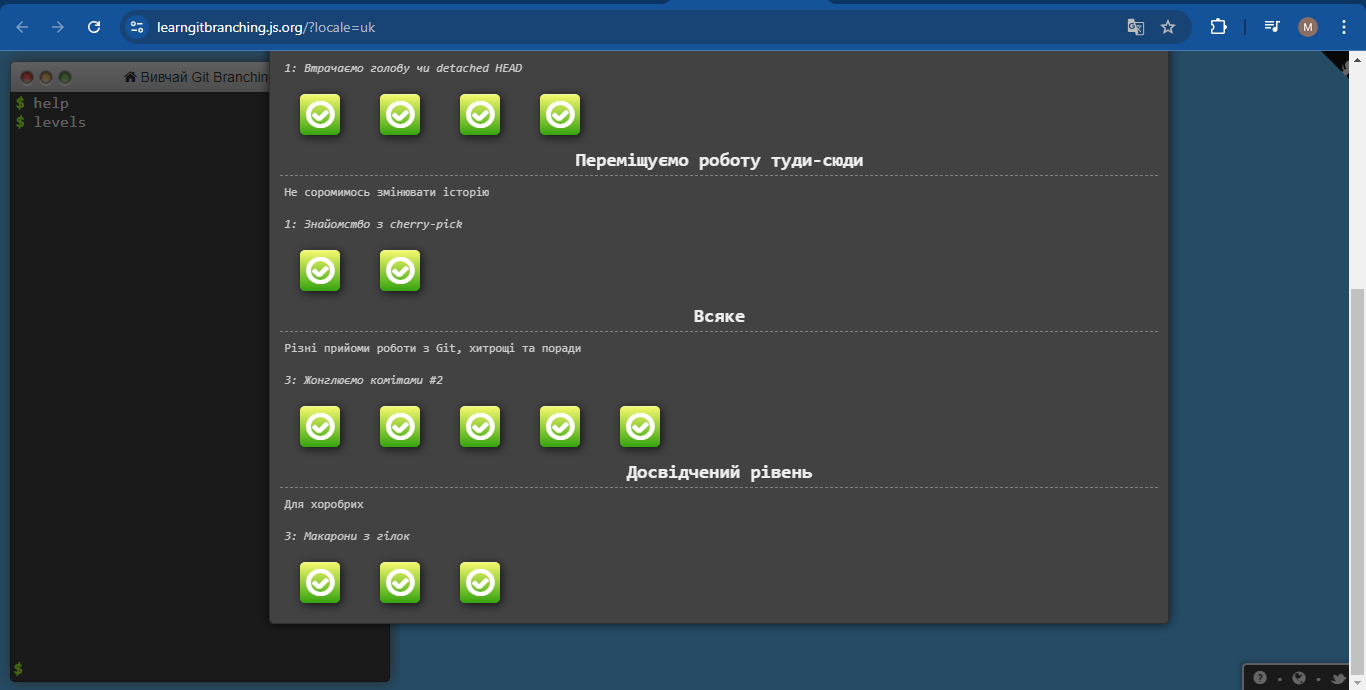 learngitbranching.js.org/?locale=uk
M
Вивчай Git Branchin
$ help
$ levels
$
1: Втрачаємо голову чи detached HEAD
Переміщуємо роботу туди-сюди
Не соромимось змінювати історію
1: Знайомство з cherry-pick
Всяке
Різні прийоми роботи з Git, хитрощі та поради
3: Жонглюємо комітами #2
Досвідчений рівень
Для хоробрих
3: Макарони з гілок